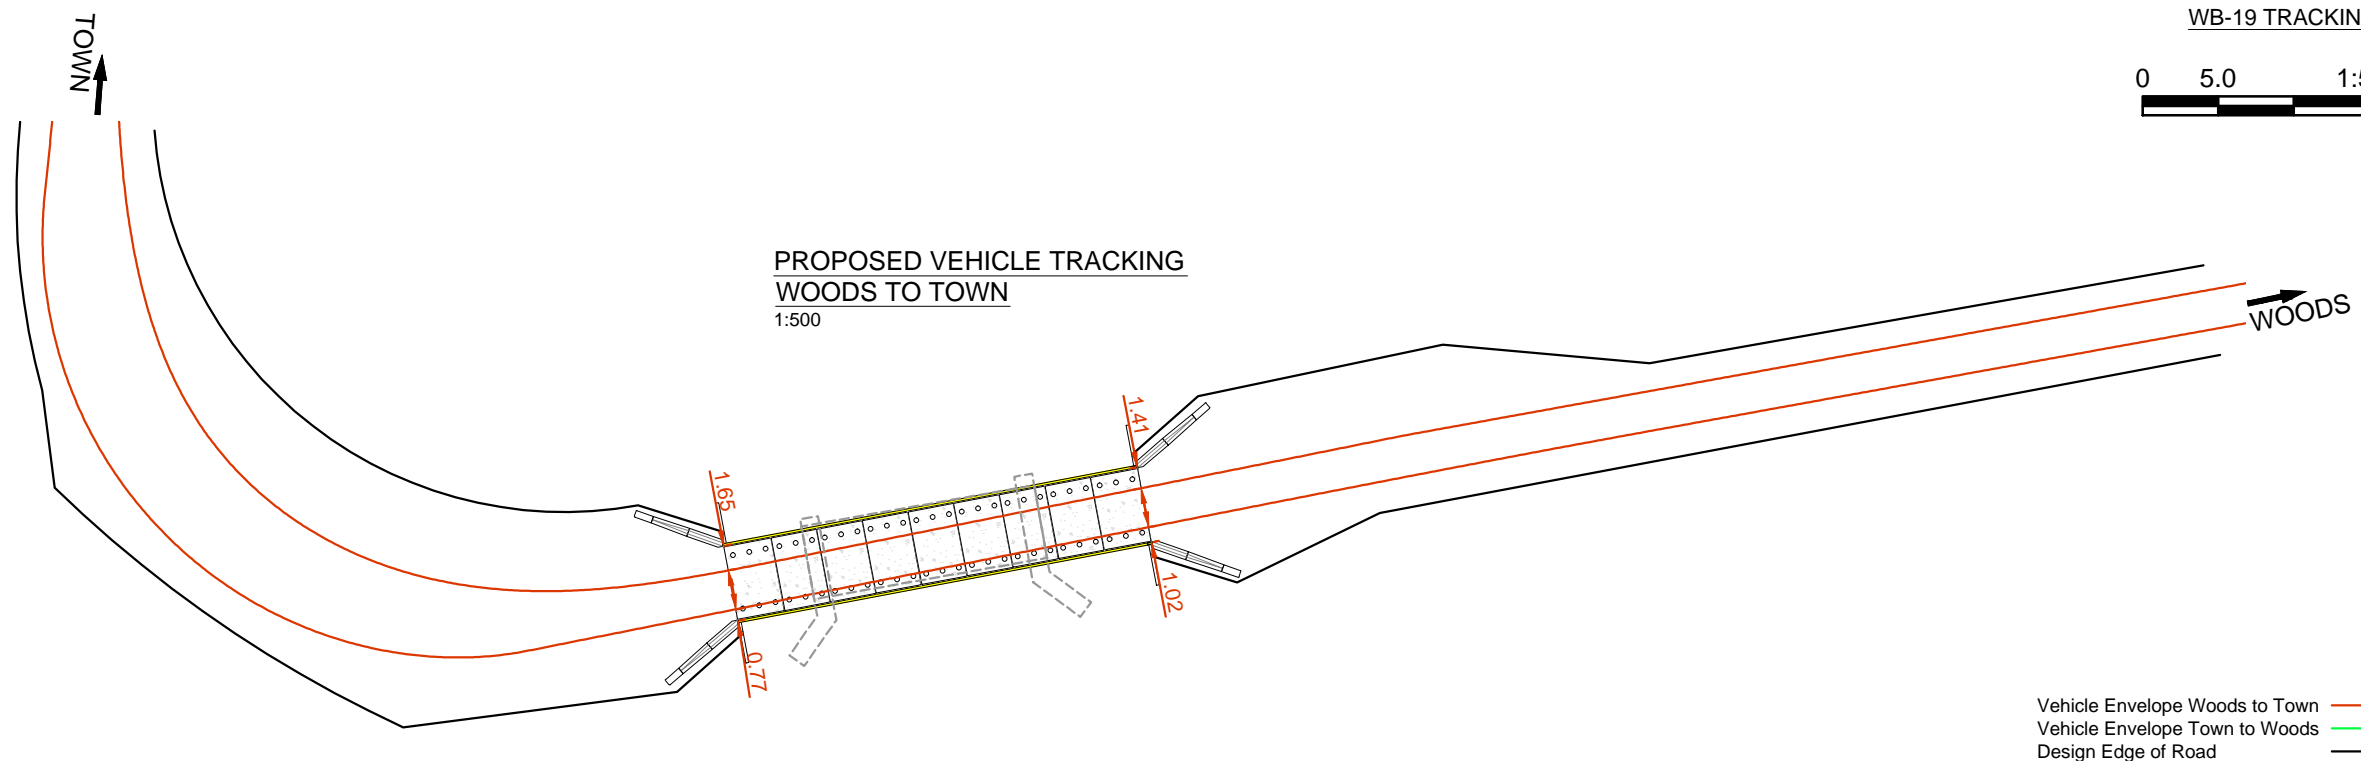 WB-19 TRACKIN
TOWN
0 5.0
PROPOSED VEHICLE TRACKING
WOODS TO TOWN
1:500
WOODS
1.41
1.65
1.02
0.77
Vehicle Envelope Woods to Town
Vehicle Envelope Town to Woods
Design Edge of Road